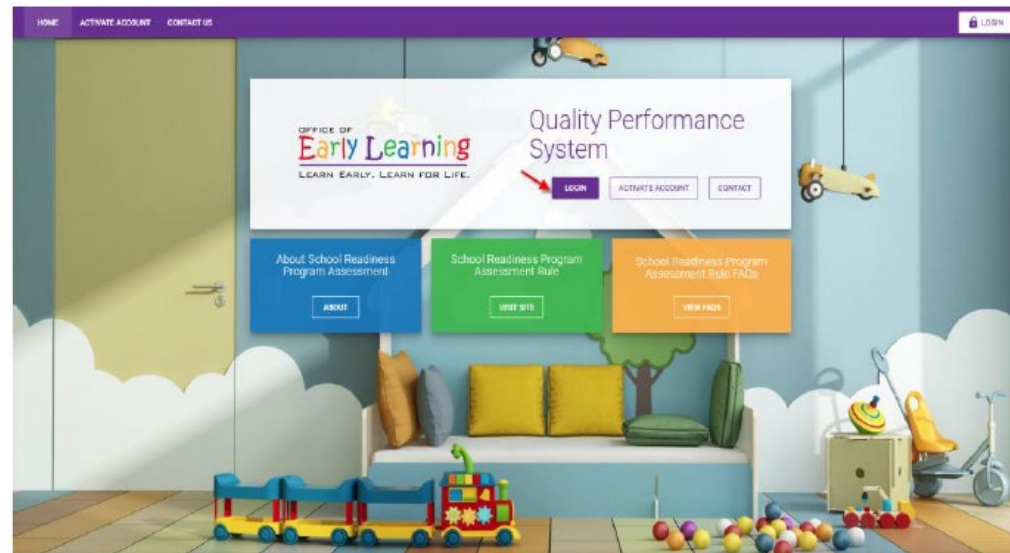 HOME ACTIVATE ACCOUNT CONTACT US LOGIN
OFFICE OF
Early Learning
LEARN EARLY. LEARN FOR LIFE.
Quality Performance
System
LOGIN ACTIVATE ACCOUNT CONTACT
About School Readiness
Program Assessment
ABOUT
School Readiness Program
Assessment Rule
VISIT SITE
School Readiness Program
Assessment Rule FAQs
VIEW FAQS